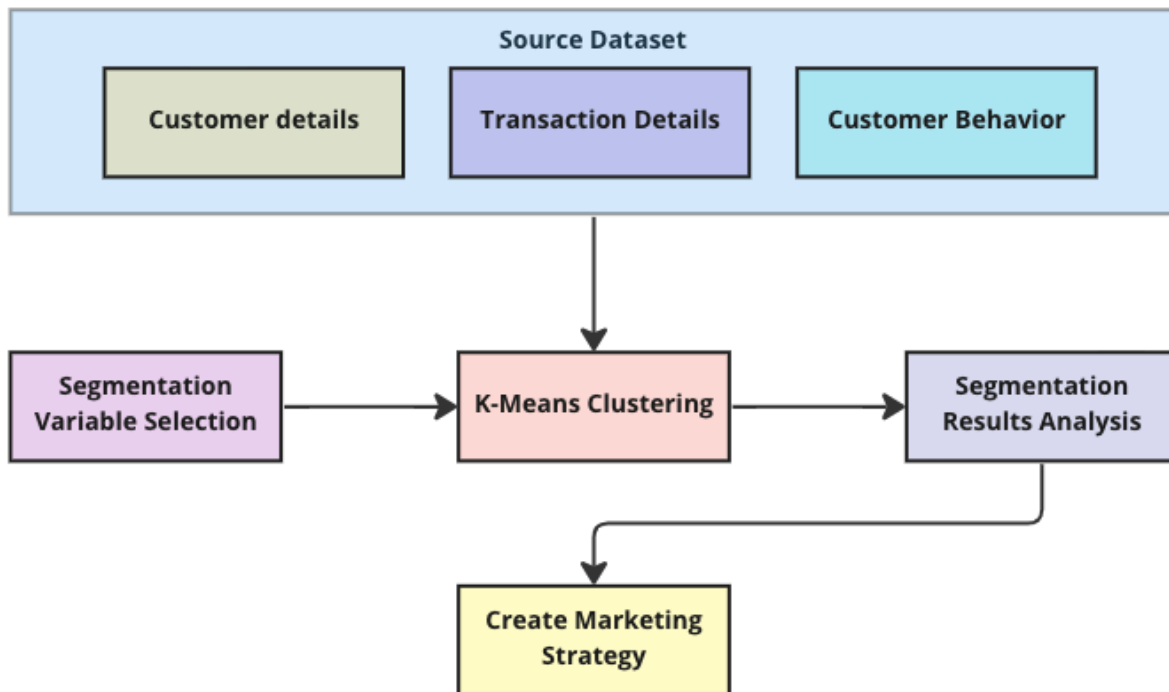 Source Dataset
Customer details
Transaction Details
Customer Behavior
Segmentation
Variable Selection
K-Means Clustering
Segmentation
Results Analysis
Create Marketing
Strategy